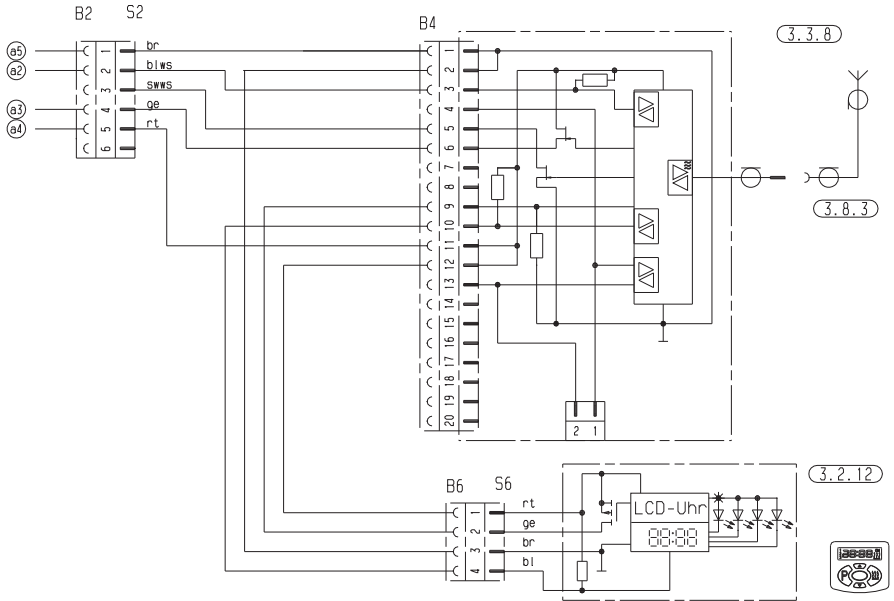 B2 S2
B4
3.3.8
a5 1 br 1
a2 2 blws 2
3 swws 3
a3 4 ge 4
a4 5 rt 5
6 6
7
8
9
10
11
12
13
14
15
16
17
18
19
20
3.8.3
2 1
B6 S6
3.2.12
1 rt
2 ge
3 br
4 bl
LCD-Uhr
88:88
88:88
P